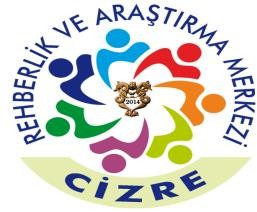 REHBERLİK VE ARAŞTIRMA MERKEZİ
2014
CİZRE